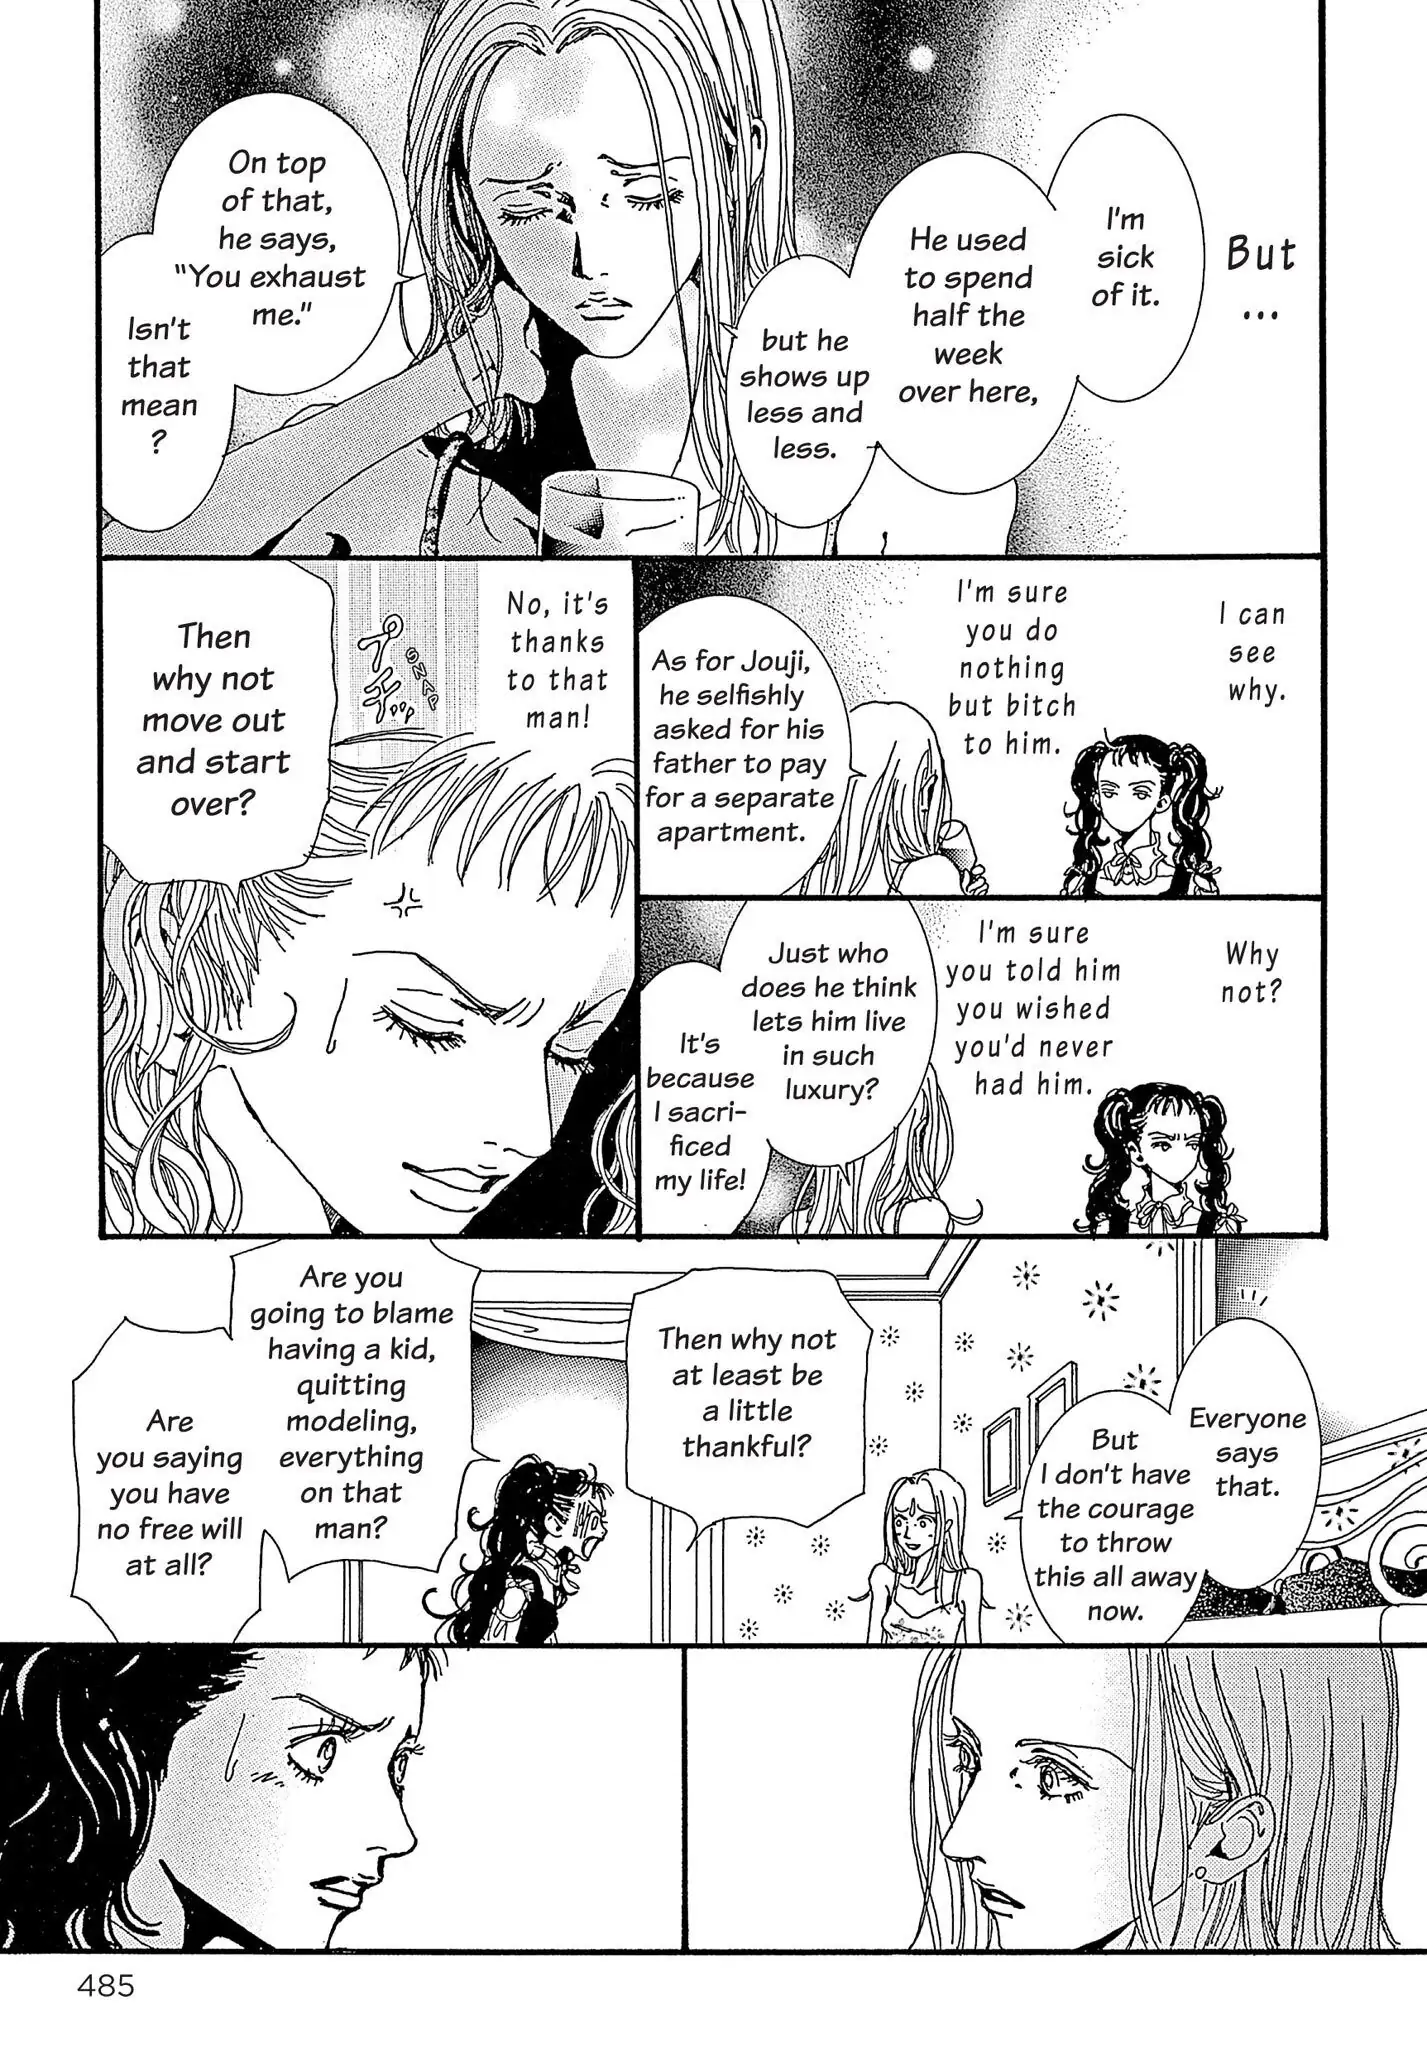 But
...
I'm
sick
of it.
He used
to spend
half the
week
over here,
but he
shows up
less and
less.
On top
of that,
he says,
"You exhaust
me."
Isn't
that
mean
?
I can
see
why.
I'm sure
you do
nothing
but bitch
to him.
As for Jouji,
he selfishly
asked for his
father to pay
for a separate
apartment.
Why
not?
I'm sure
you told him
you wished
you'd never
had him.
Just who
does he think
lets him live
in such
luxury?
It's
because
I sacri-
ficed
my life!
No, it's
thanks
to that
man!
プチ
SNAP
Then
why not
move out
and start
over?
Everyone
says
that.
But
I don't have
the courage
to throw
this all away
now.
Then why not
at least be
a little
thankful?
Are you
going to blame
having a kid,
quitting
modeling,
everything
on that
man?
Are
you saying
you have
no free will
at all?
485